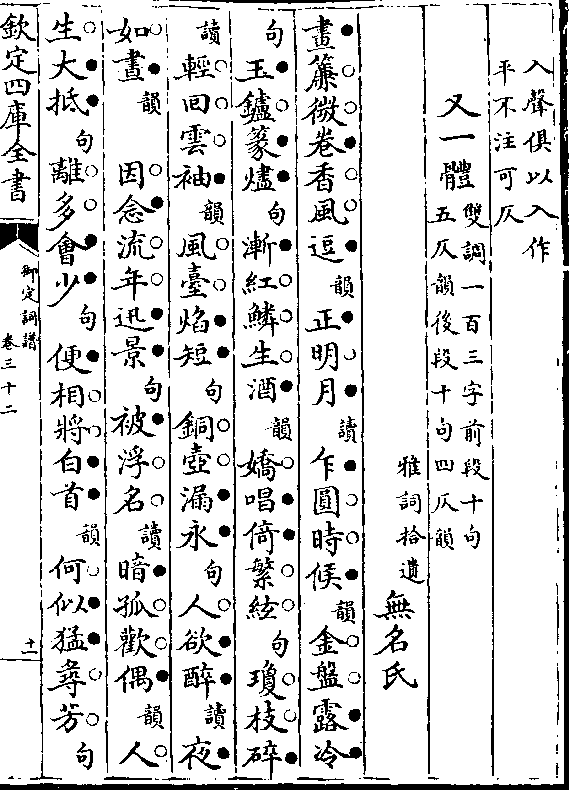 入聲俱以入作
平不注可仄
又一體雙調一百三字前段十句
五仄韻後段十句四仄韻
雅詞拾遺無名氏
畫簾微卷香風逗韻正明月讀乍圓時候韻金盤露冷
句玉鑪篆燼句漸紅鱗生酒韻嬌唱倚繁絃句瓊枝碎
讀輕回雲袖韻風臺焰短句銅壺漏永句人欲醉讀夜
如晝韻因念流年迅景句被浮名讀暗孤歡偶韻人
生大抵句離多會少句便相將白首韻何似猛尋芳句
欽定四庫全書
御定詞譜
卷三十二
十一